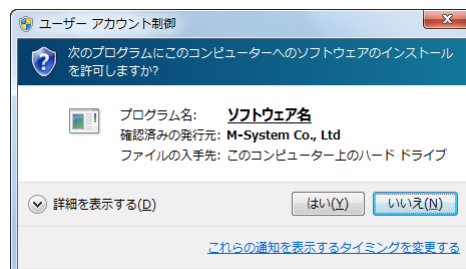 ユーザー アカウント制御
次のプログラムにこのコンピューターへのソフトウェアのインストール
を許可しますか?
プログラム名: ソフトウェア名
確認済みの発行元: M-System Co., Ltd
ファイルの入手先: このコンピューター上のハード ドライブ
詳細を表示する(D) はい(Y) いいえ(N)
これらの通知を表示するタイミングを変更する